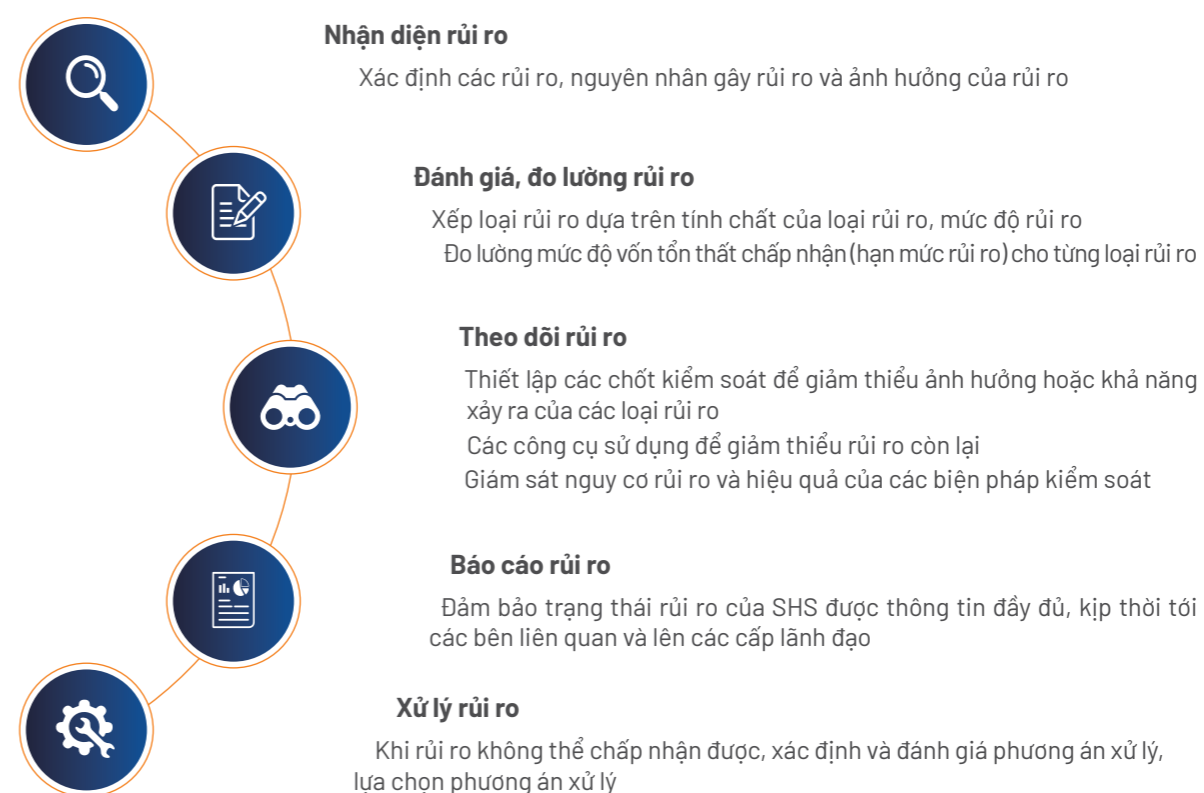 Nhận diện rủi ro
Xác định các rủi ro, nguyên nhân gây rủi ro và ảnh hưởng của rủi ro
Đánh giá, đo lường rủi ro
Xếp loại rủi ro dựa trên tính chất của loại rủi ro, mức độ rủi ro
Đo lường mức độ vốn tổn thất chấp nhận (hạn mức rủi ro) cho từng loại rủi ro
Theo dõi rủi ro
Thiết lập các chốt kiểm soát để giảm thiểu ảnh hưởng hoặc khả năng
xảy ra của các loại rủi ro
Các công cụ sử dụng để giảm thiểu rủi ro còn lại
Giám sát nguy cơ rủi ro và hiệu quả của các biện pháp kiểm soát
Báo cáo rủi ro
Đảm bảo trạng thái rủi ro của SHS được thông tin đầy đủ, kịp thời tới
các bên liên quan và lên các cấp lãnh đạo
Xử lý rủi ro
Khi rủi ro không thể chấp nhận được, xác định và đánh giá phương án xử lý,
lựa chọn phương án xử lý